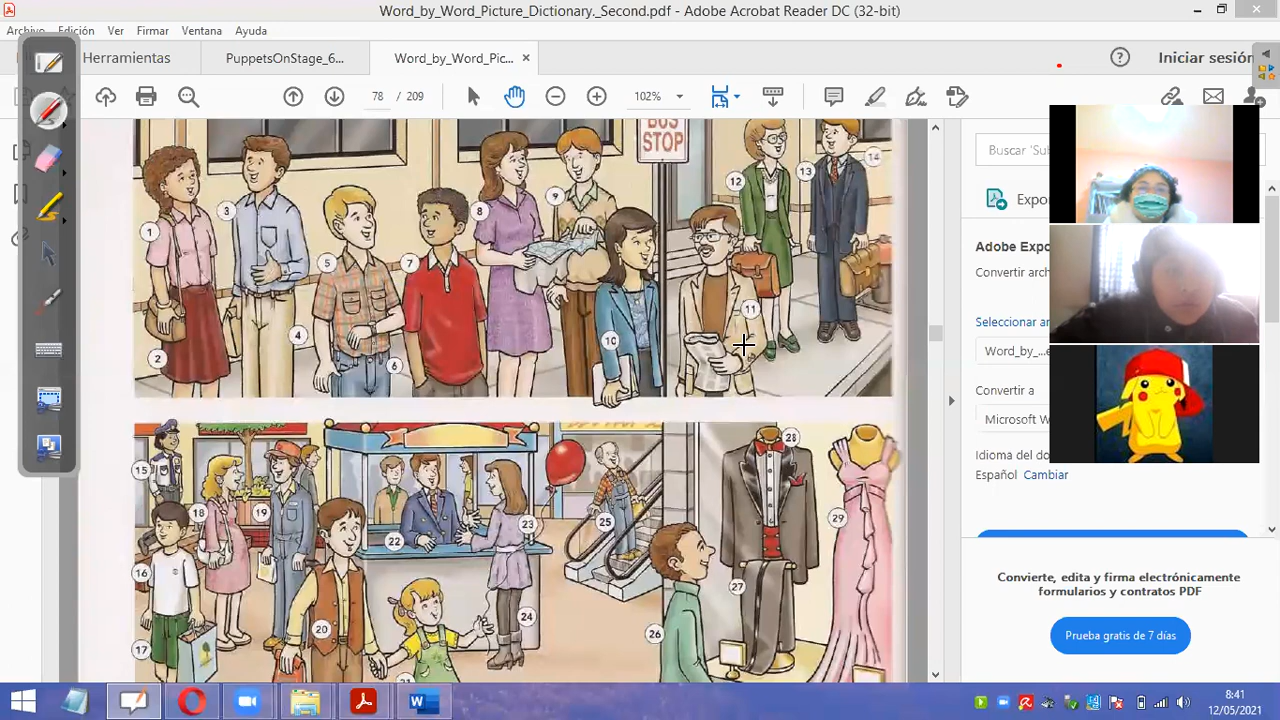 Word_by_Word_Picture_Dictionary._Second.pdf - Adobe Acrobat Reader DC (32-bit)
Archivo Edición Ver Firmar Ventana Ayuda
Herramientas
PuppetsOnStage_6...
Word_by_Word_Pic...
Iniciar sesión
78 / 209
102%
BUS
STOP
1
2
3
4
5
6
7
8
9
10
11
12
13
14
15
16
17
18
19
20
21
22
23
24
25
26
27
28
29
Buscar 'Su
Expo
Adobe Expo
Convertir arch
Seleccionar ar
Word_by_...e
Convertir a
Microsoft W
Idioma del do
Español Cambiar
Convierte, edita y firma electrónicamente
formularios y contratos PDF
Prueba gratis de 7 días
8:41
12/05/2021